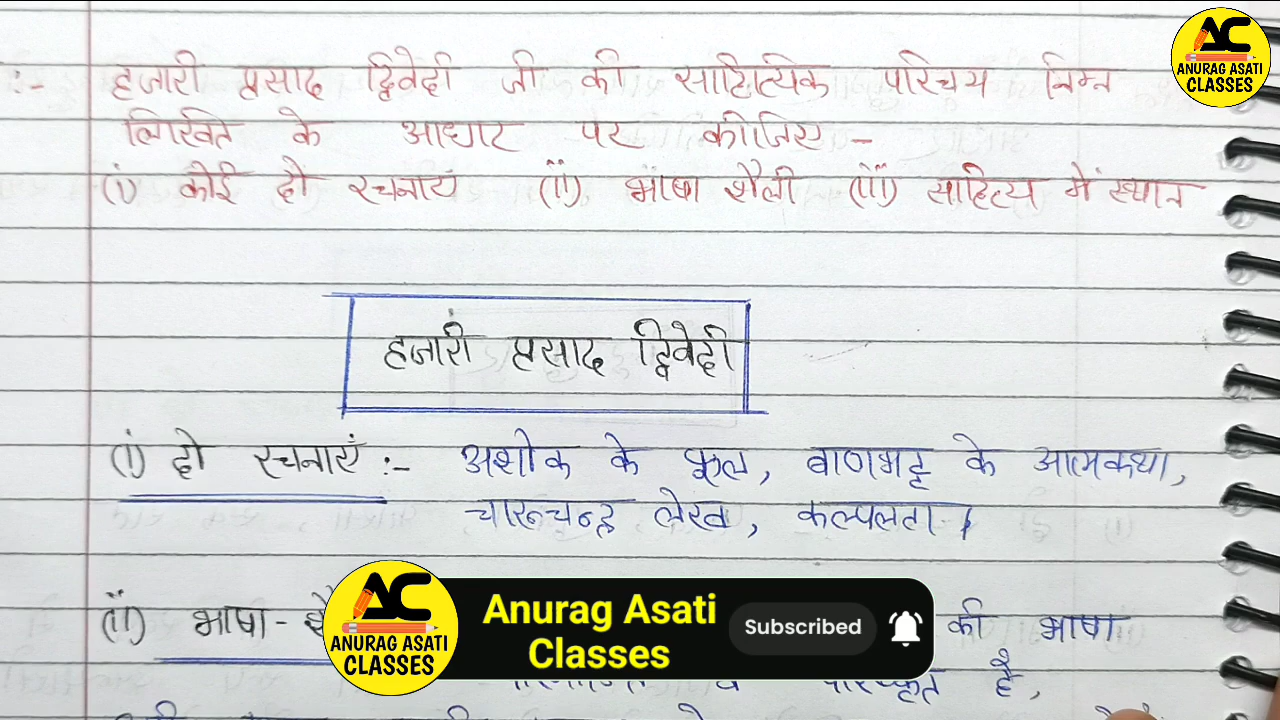 :- हजारी प्रसाद द्विवेदी जी की साहित्यिक परिचय निम्न
लिखित के आधार पर कीजिए -
(i) कोई दो रचनाएं (ii) भाषा शैली (iii) साहित्य में स्थान
हजारी प्रसाद द्विवेदी
(i) दो रचनाएं :- अशोक के फूल, वाणभट्ट के आत्मकथा,
चारुचन्द्र लेख, कल्पलता।
(ii) भाषा - की भाषा
व परिष्कृत है,
AC
ANURAG ASATI
CLASSES
AC
ANURAG ASATI
CLASSES
Anurag Asati
Classes
Subscribed